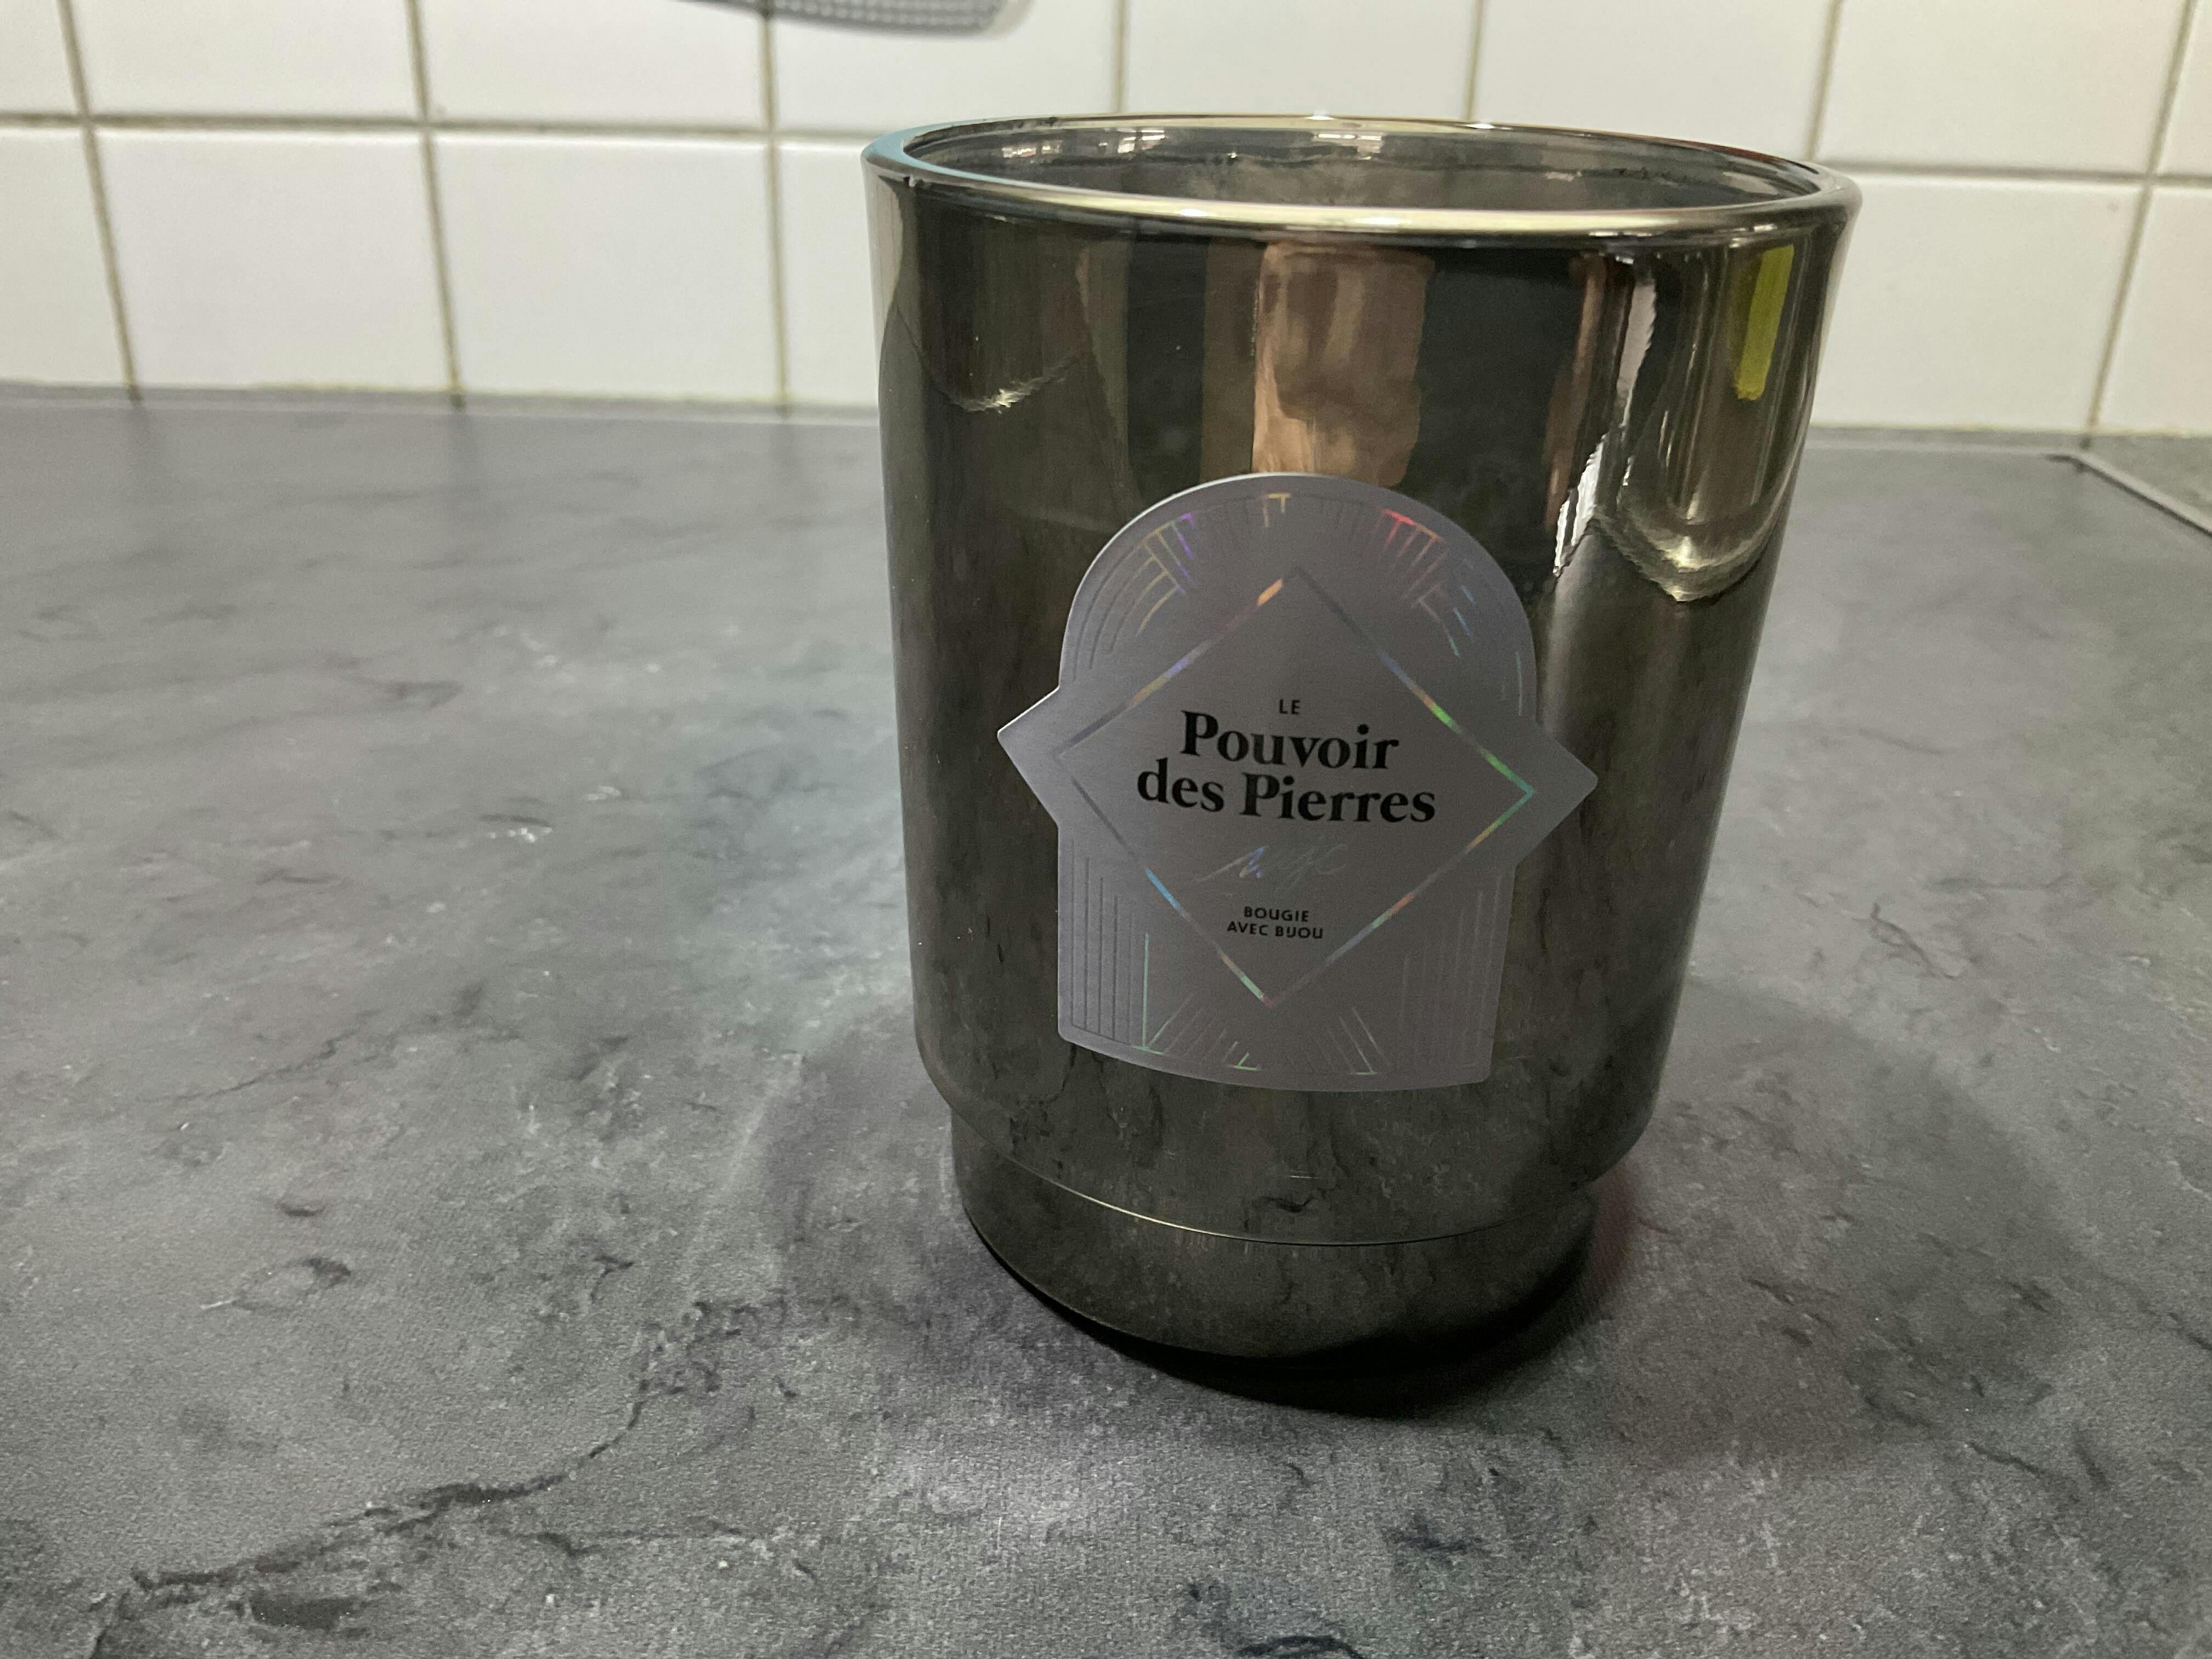 LE
Pouvoir
des Pierres
BOUGIE
AVEC BIJOU